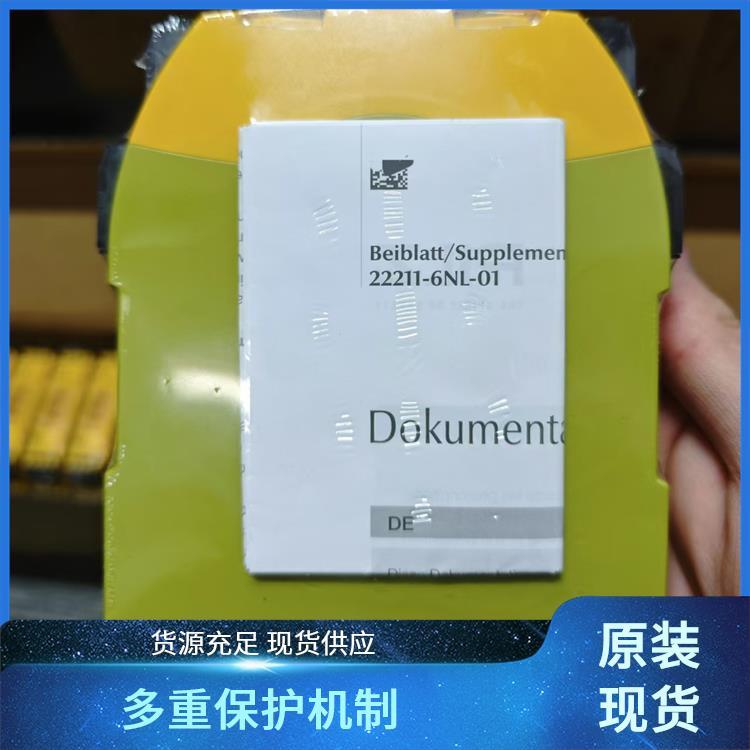 Beiblatt/Supplemen
22211-6NL-01
Dokumenta
DE
货源充足 现货供应
多重保护机制
原装
现货